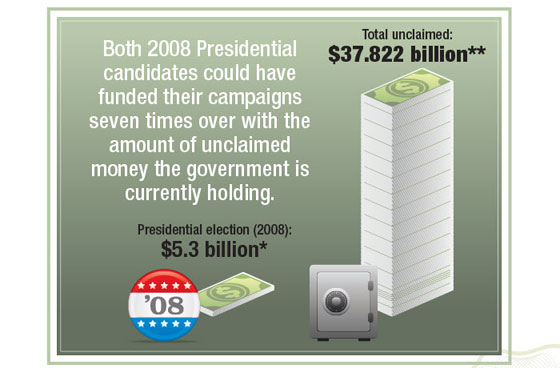 Both 2008 Presidential
candidates could have
funded their campaigns
seven times over with the
amount of unclaimed
money the government is
currently holding.
Total unclaimed:
$37.822 billion**
Presidential election (2008):
$5.3 billion*
'08